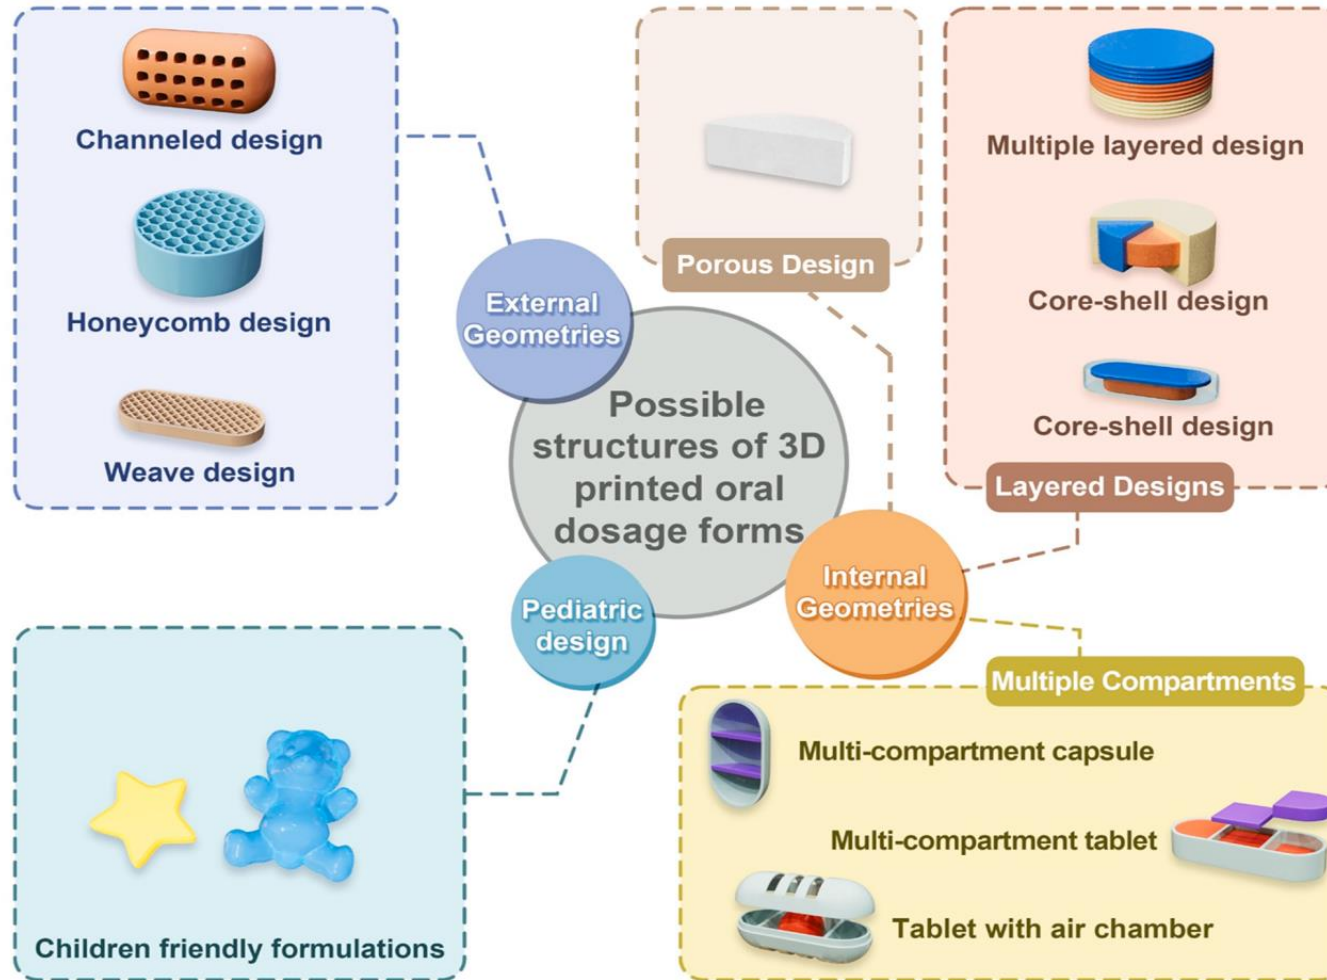 Channeled design
Honeycomb design
Weave design
External
Geometries
Porous Design
Multiple layered design
Core-shell design
Core-shell design
Layered Designs
Possible
structures of 3D
printed oral
dosage forms
Internal
Geometries
Pediatric
design
Children friendly formulations
Multiple Compartments
Multi-compartment capsule
Multi-compartment tablet
Tablet with air chamber